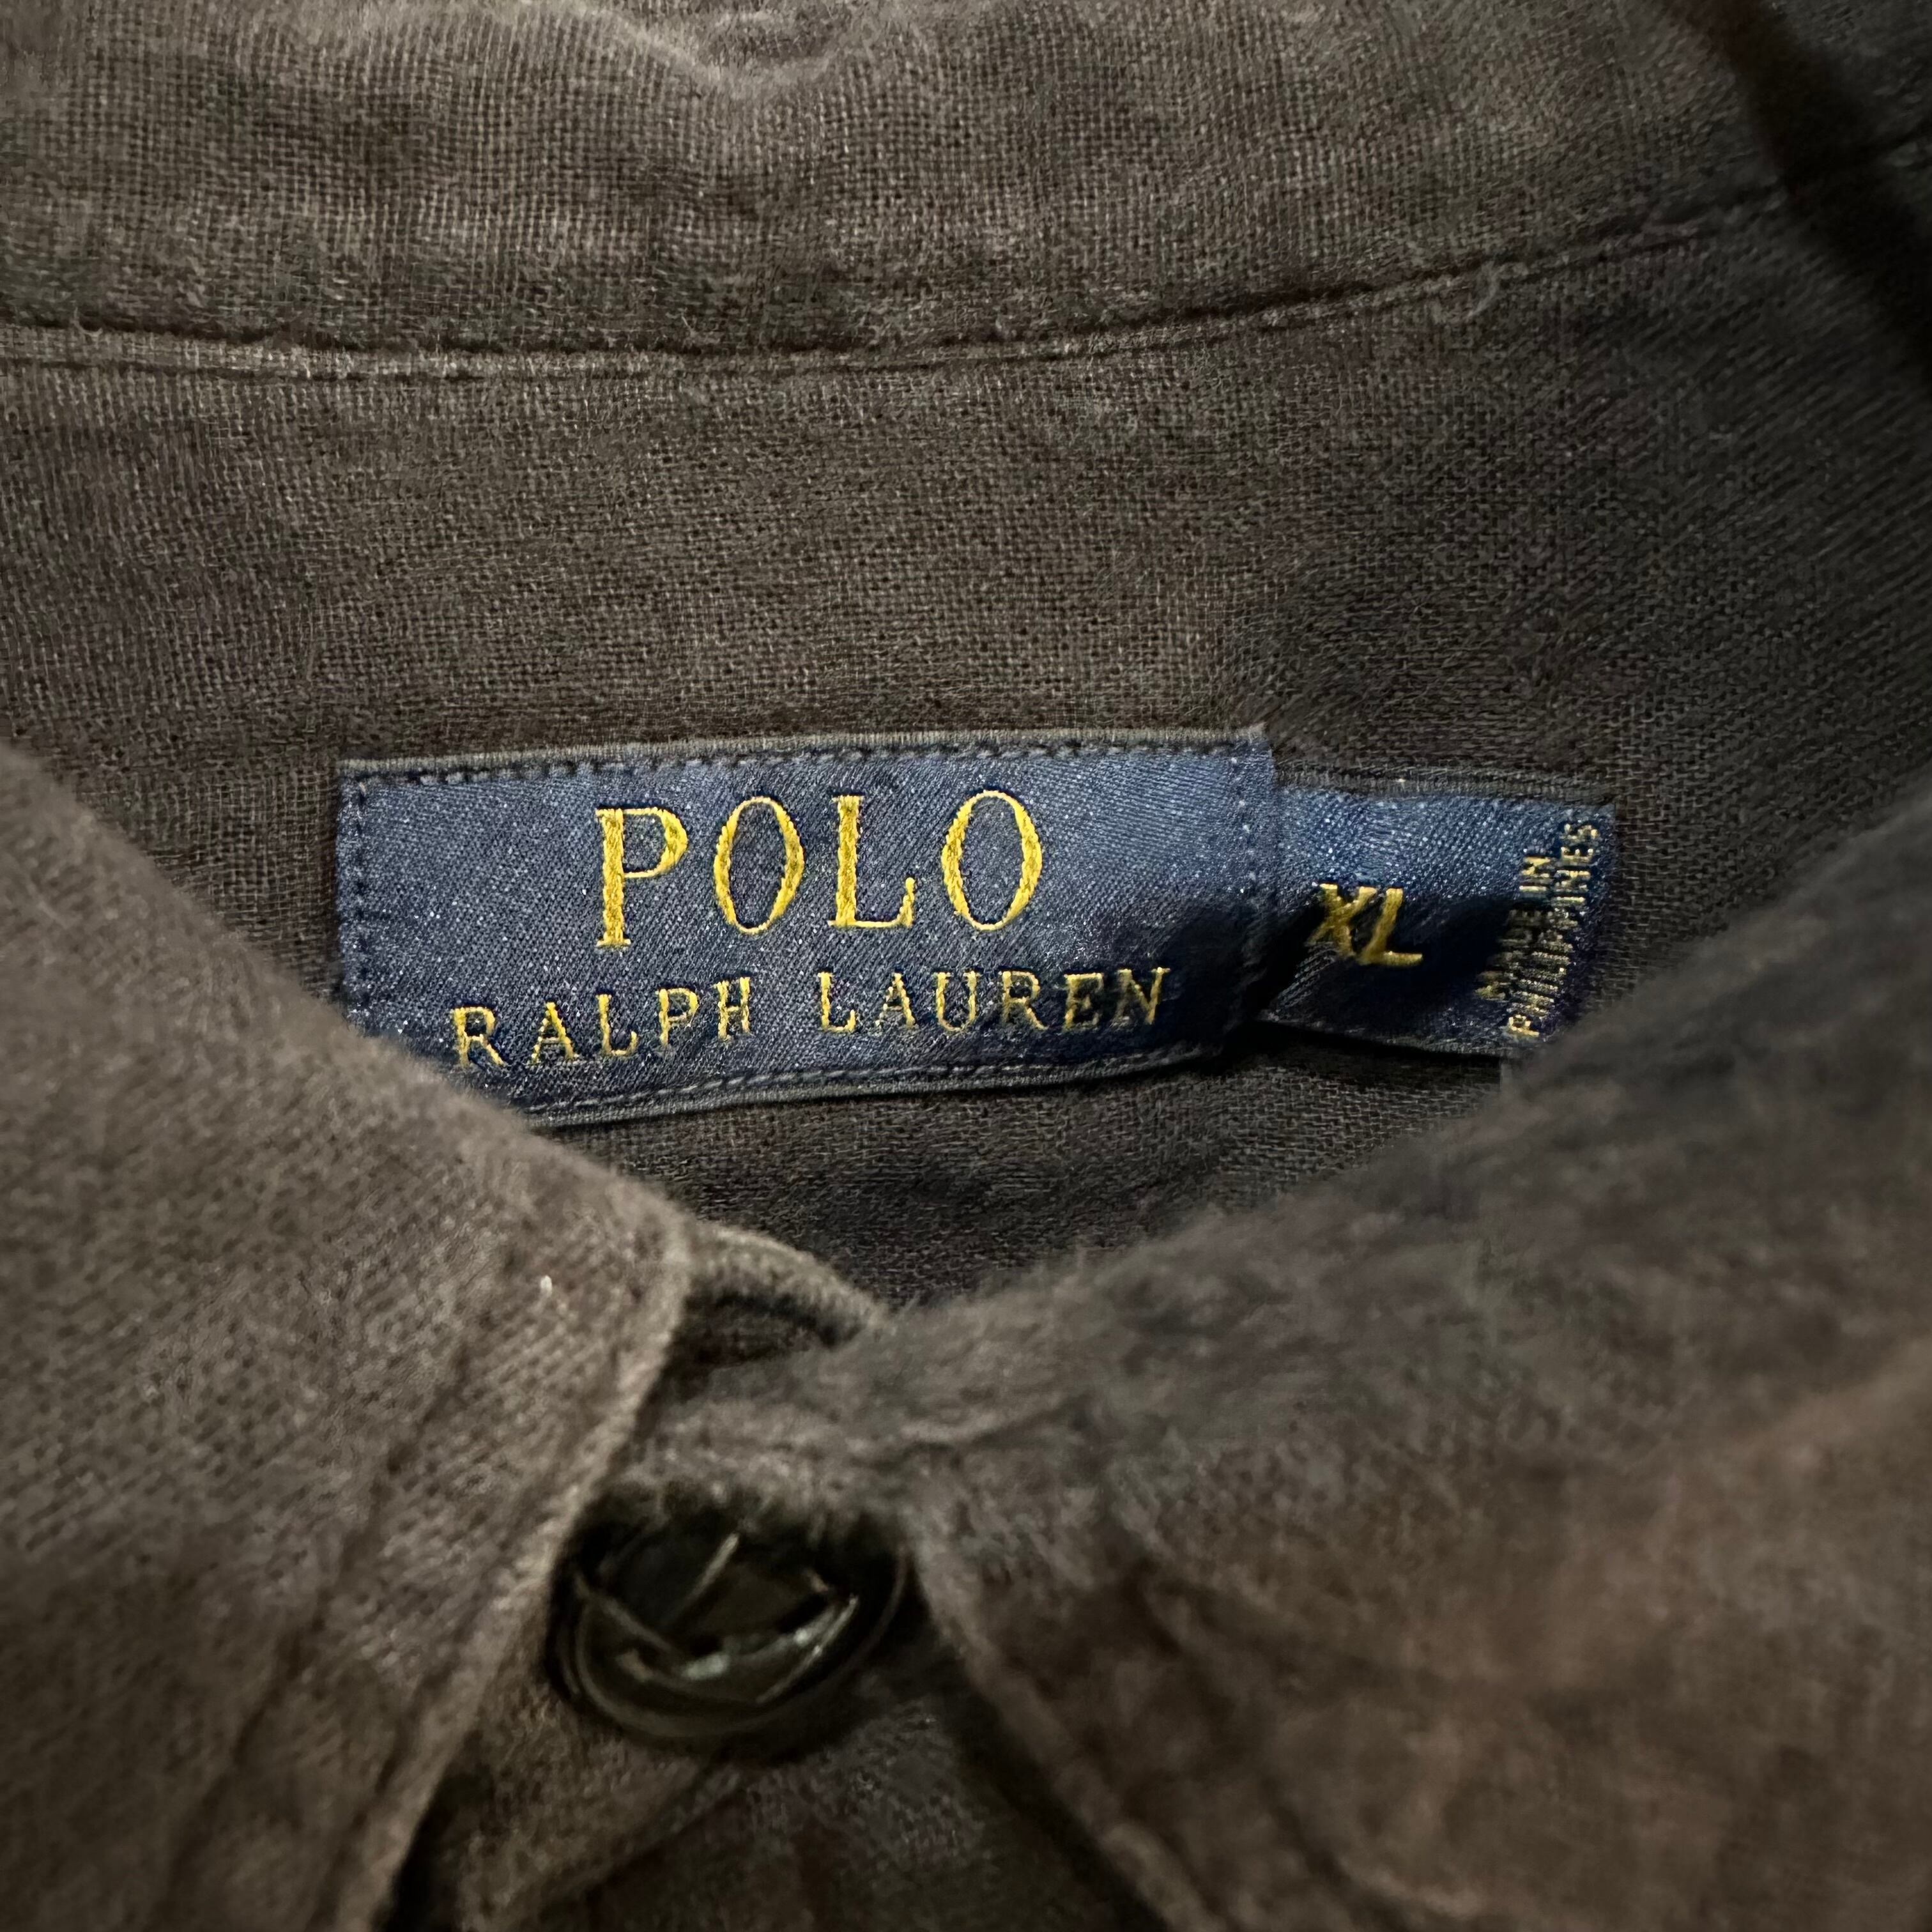 POLO
RALPH LAUREN
XL
MADE IN
PHILIPPINES